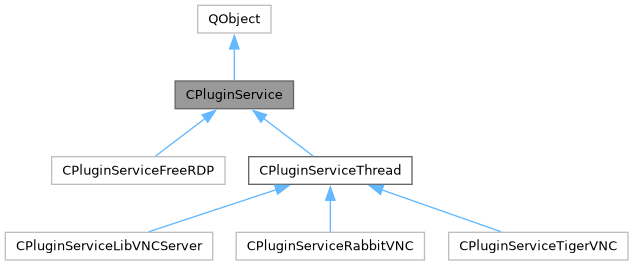 QObject
CPluginService
CPluginServiceFreeRDP
CPluginServiceThread
CPluginServiceLibVNCServer
CPluginServiceRabbitVNC
CPluginServiceTigerVNC